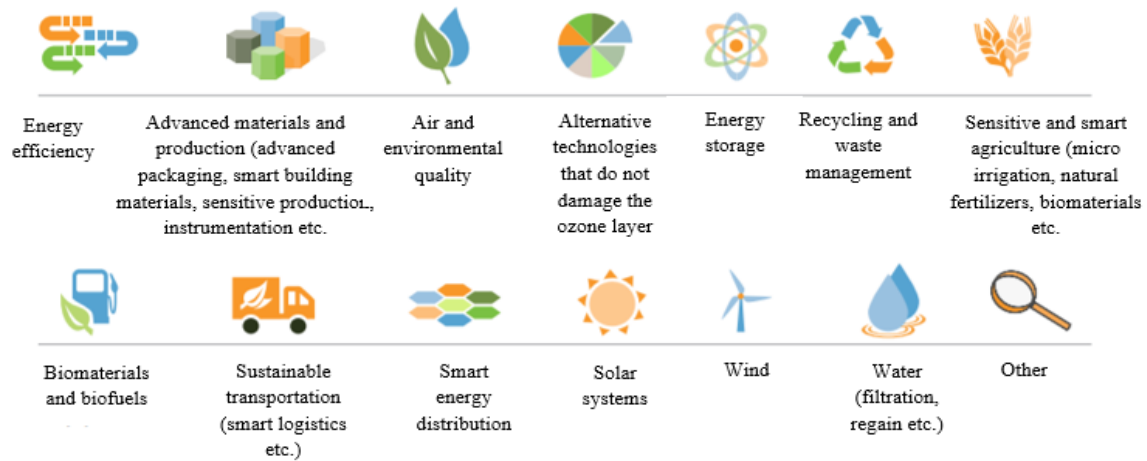 Energy
efficiency
Advanced materials and
production (advanced
packaging, smart building
materials, sensitive production,
instrumentation etc.
Air and
environmental
quality
Alternative
technologies
that do not
damage the
ozone layer
Energy
storage
Recycling and
waste
management
Sensitive and smart
agriculture (micro
irrigation, natural
fertilizers, biomaterials
etc.
Biomaterials
and biofuels
Sustainable
transportation
(smart logistics
etc.)
Smart
energy
distribution
Solar
systems
Wind
Water
(filtration,
regain etc.)
Other